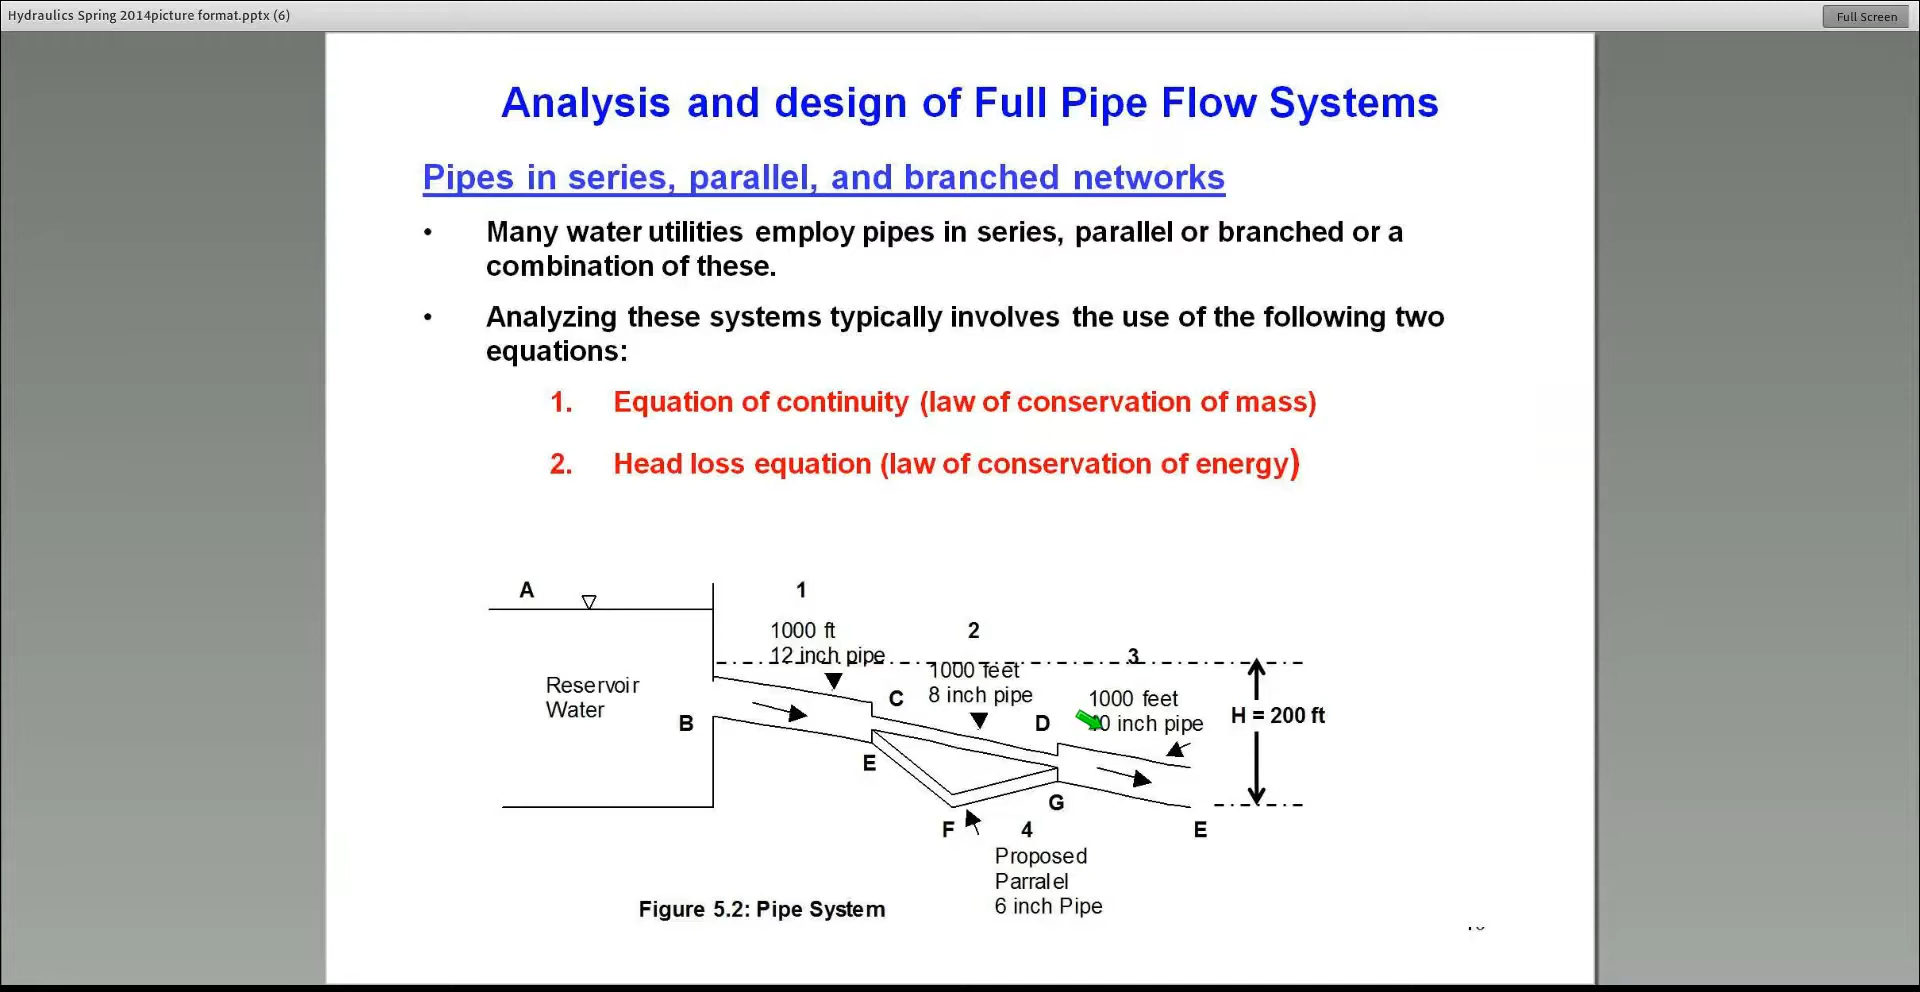 Hydraulics Spring 2014picture format.pptx (6)
Full Screen
Analysis and design of Full Pipe Flow Systems
Pipes in series, parallel, and branched networks
• Many water utilities employ pipes in series, parallel or branched or a
combination of these.
• Analyzing these systems typically involves the use of the following two
equations:
1. Equation of continuity (law of conservation of mass)
2. Head loss equation (law of conservation of energy)
A
1
1000 ft
12 inch pipe
2
1000 feet
8 inch pipe
3
1000 feet
inch pipe
H = 200 ft
Reservoir
Water
B
C
D
E
F
G
E
4
Proposed
Parralel
6 inch Pipe
Figure 5.2: Pipe System